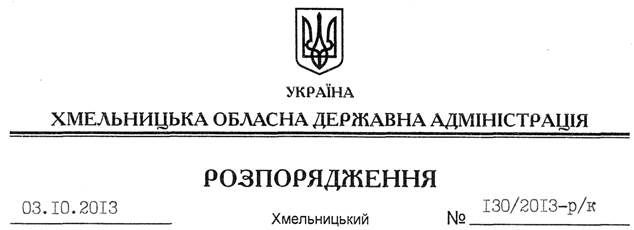 УКРАЇНА
ХМЕЛЬНИЦЬКА ОБЛАСНА ДЕРЖАВНА АДМІНІСТРАЦІЯ
РОЗПОРЯДЖЕННЯ
03.10.2013 Хмельницький № 130/2013-р/к